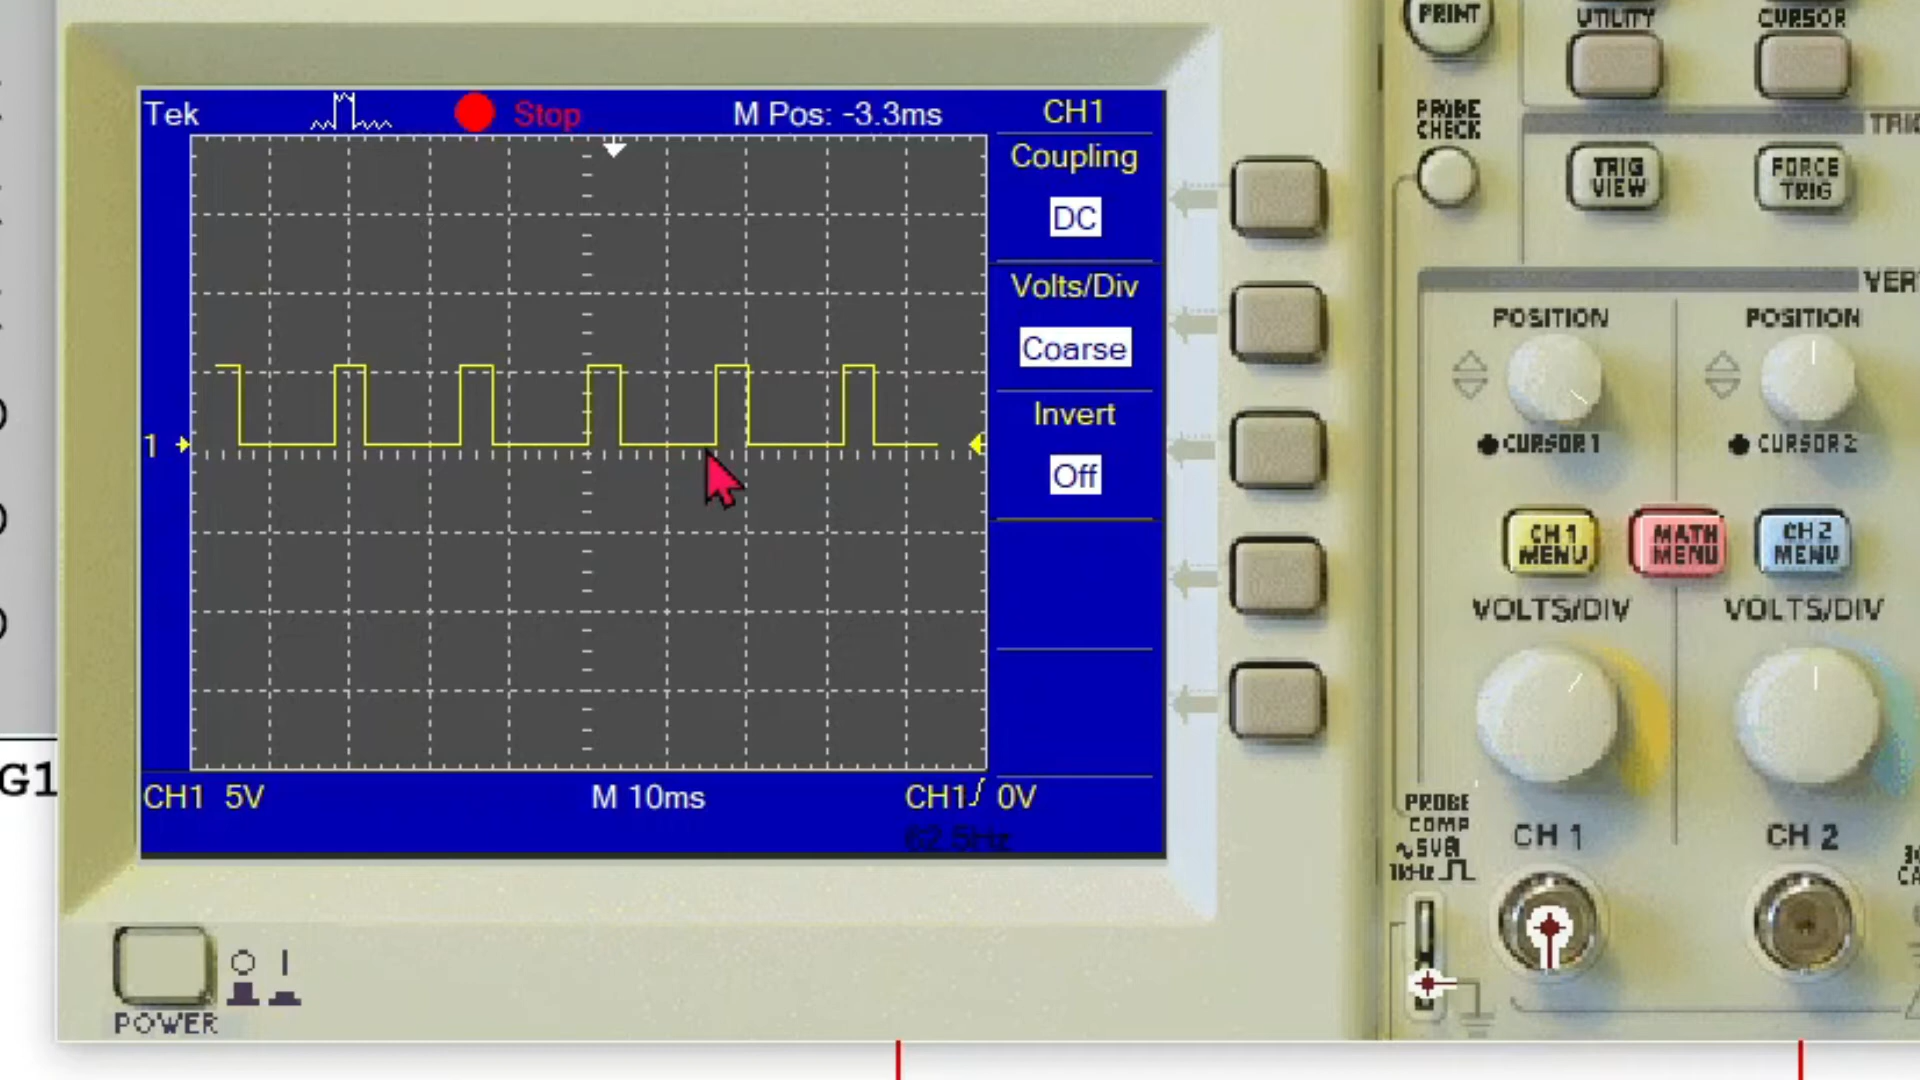 PRINT
UTILITY
CURSOR
Tek
Stop
M Pos: -3.3ms
CH1
PROBE
CHECK
Coupling
DC
TRIG
VIEW
FORCE
TRIG
Volts/Div
Coarse
POSITION
POSITION
Invert
Off
1
CURSOR 1
CURSOR 2
CH 1
MENU
MATH
MENU
CH 2
MENU
VOLTS/DIV
VOLTS/DIV
G1
CH1 5V
M 10ms
CH1
0V
62.5Hz
PROBE
COMP
CH 1
CH 2
POWER